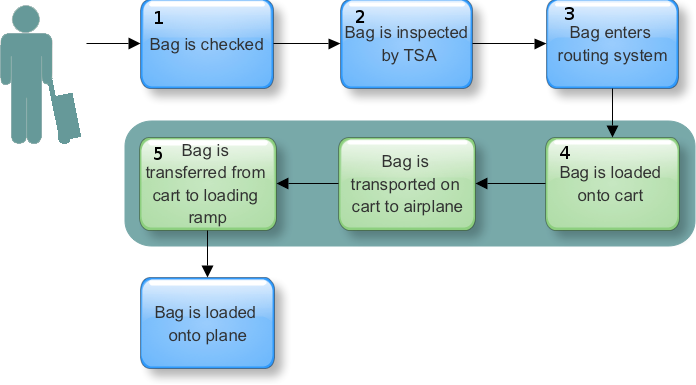 1
Bag is checked
2
Bag is inspected
by TSA
3
Bag enters
routing system
4
Bag is loaded
onto cart
Bag is
transported on
cart to airplane
5
Bag is
transferred from
cart to loading
ramp
Bag is loaded
onto plane